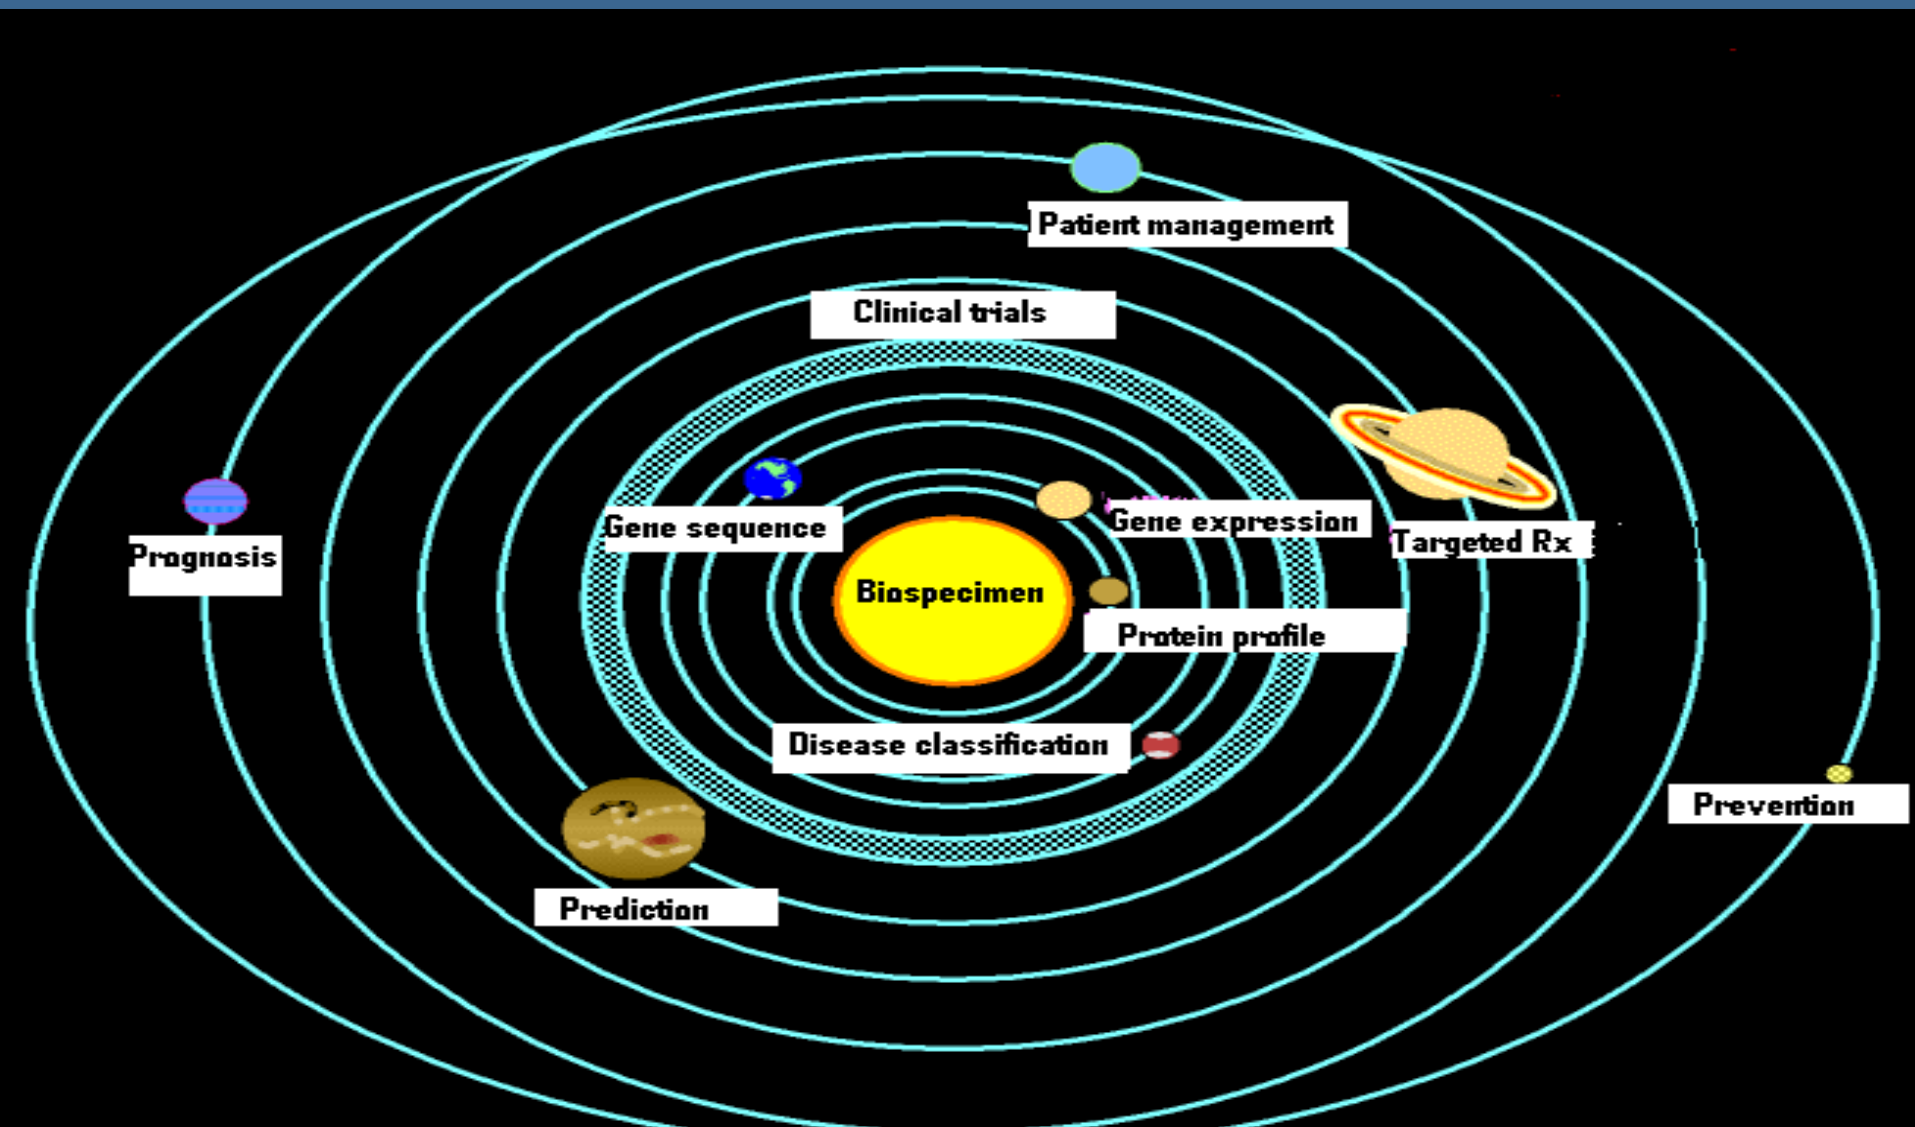 Patient management
Clinical trials
Gene sequence
Gene expression
Targeted Rx
Prognosis
Biospecimen
Protein profile
Disease classification
Prevention
Prediction